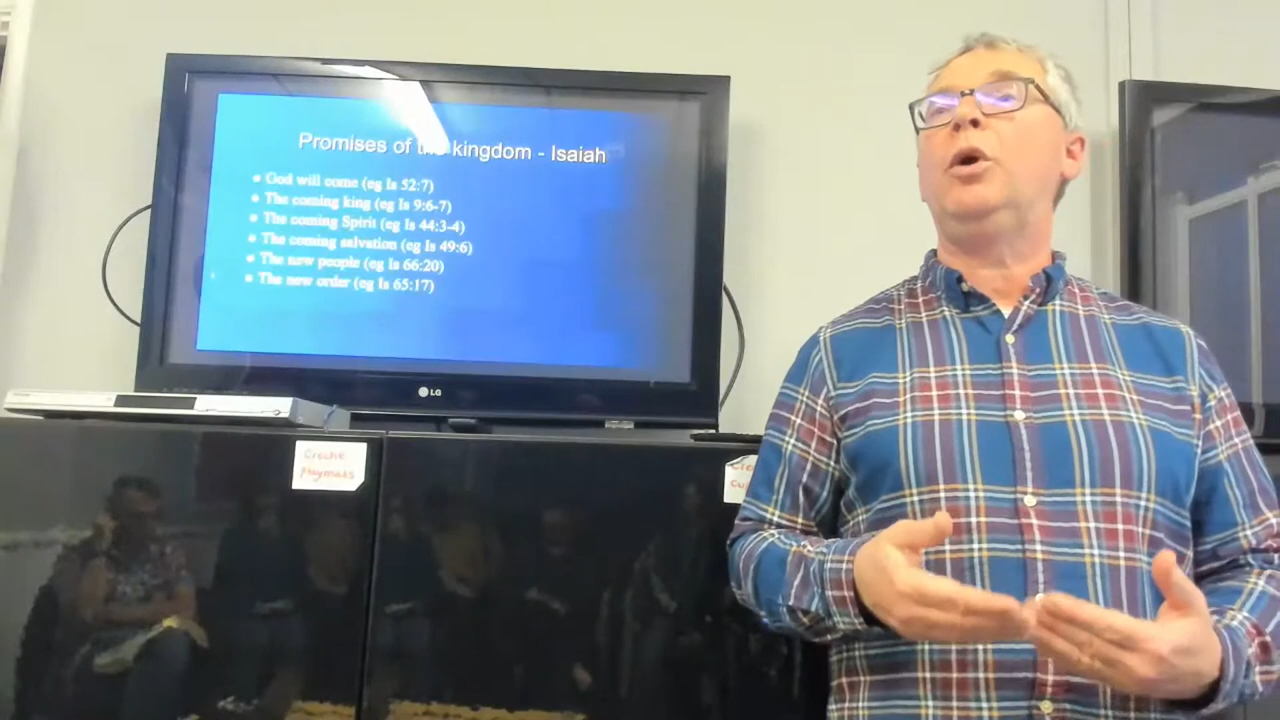 Promises of the kingdom - Isaiah
• God will come (eg Is 52:7)
• The coming king (eg Is 9:6-7)
• The coming Spirit (eg Is 44:3-4)
• The coming salvation (eg Is 49:6)
• The new people (eg Is 66:20)
• The new order (eg Is 65:17)
LG
Creche
Playmats